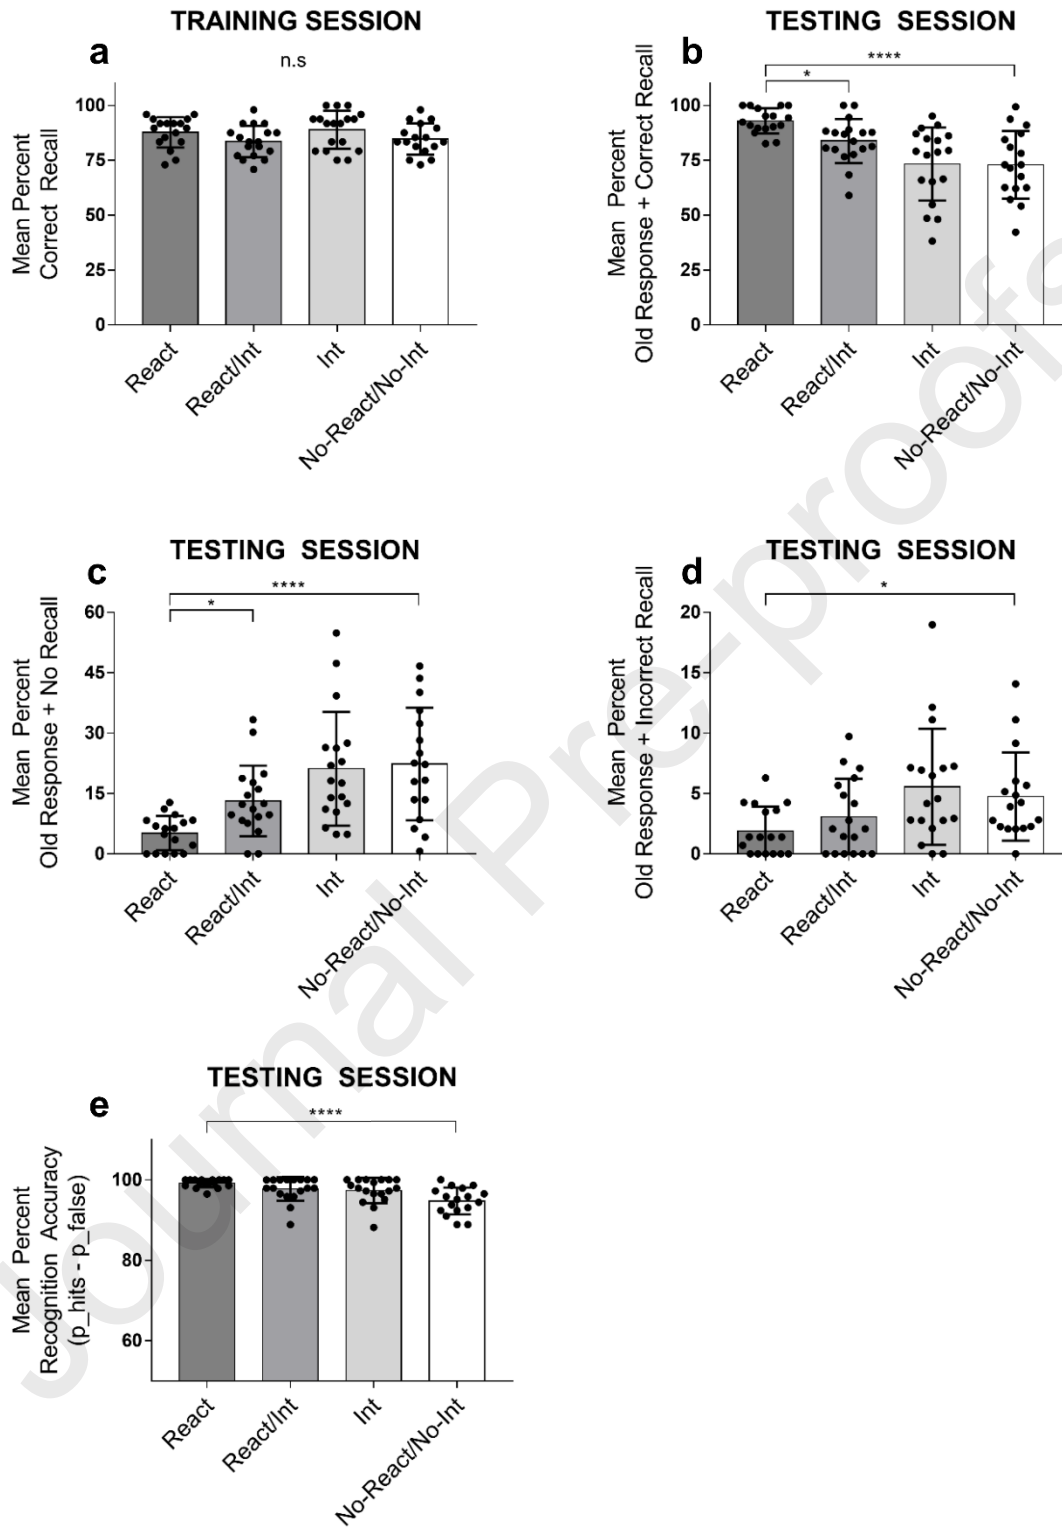 TRAINING SESSION
a
n.s
Mean Percent
Correct Recall
100
75
50
25
0
React
React/Int
Int
No-React/No-Int
TESTING SESSION
b
****
*
Mean Percent
Old Response + Correct Recall
100
75
50
25
0
React
React/Int
Int
No-React/No-Int
TESTING SESSION
c
****
*
Mean Percent
Old Response + No Recall
60
45
30
15
0
React
React/Int
Int
No-React/No-Int
TESTING SESSION
d
*
Mean Percent
Old Response + Incorrect Recall
20
15
10
5
0
React
React/Int
Int
No-React/No-Int
TESTING SESSION
e
****
Mean Percent
Recognition Accuracy
(p_hits - p_false)
100
80
60
React
React/Int
Int
No-React/No-Int
Journal Pre-proofs